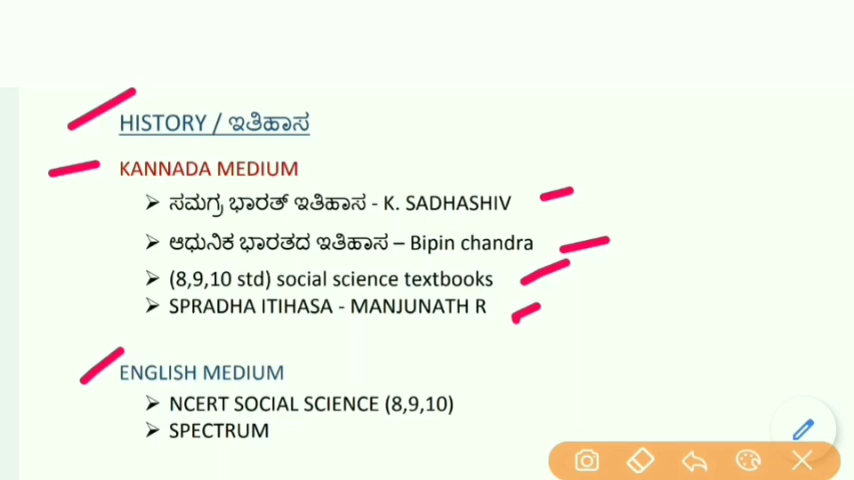 HISTORY / ಇತಿಹಾಸ
KANNADA MEDIUM
➢ ಸಮಗ್ರ ಭಾರತ್ ಇತಿಹಾಸ - K. SADHASHIV
➢ ಆಧುನಿಕ ಭಾರತದ ಇತಿಹಾಸ – Bipin chandra
➢ (8,9,10 std) social science textbooks
➢ SPRADHA ITIHASA - MANJUNATH R
ENGLISH MEDIUM
➢ NCERT SOCIAL SCIENCE (8,9,10)
➢ SPECTRUM